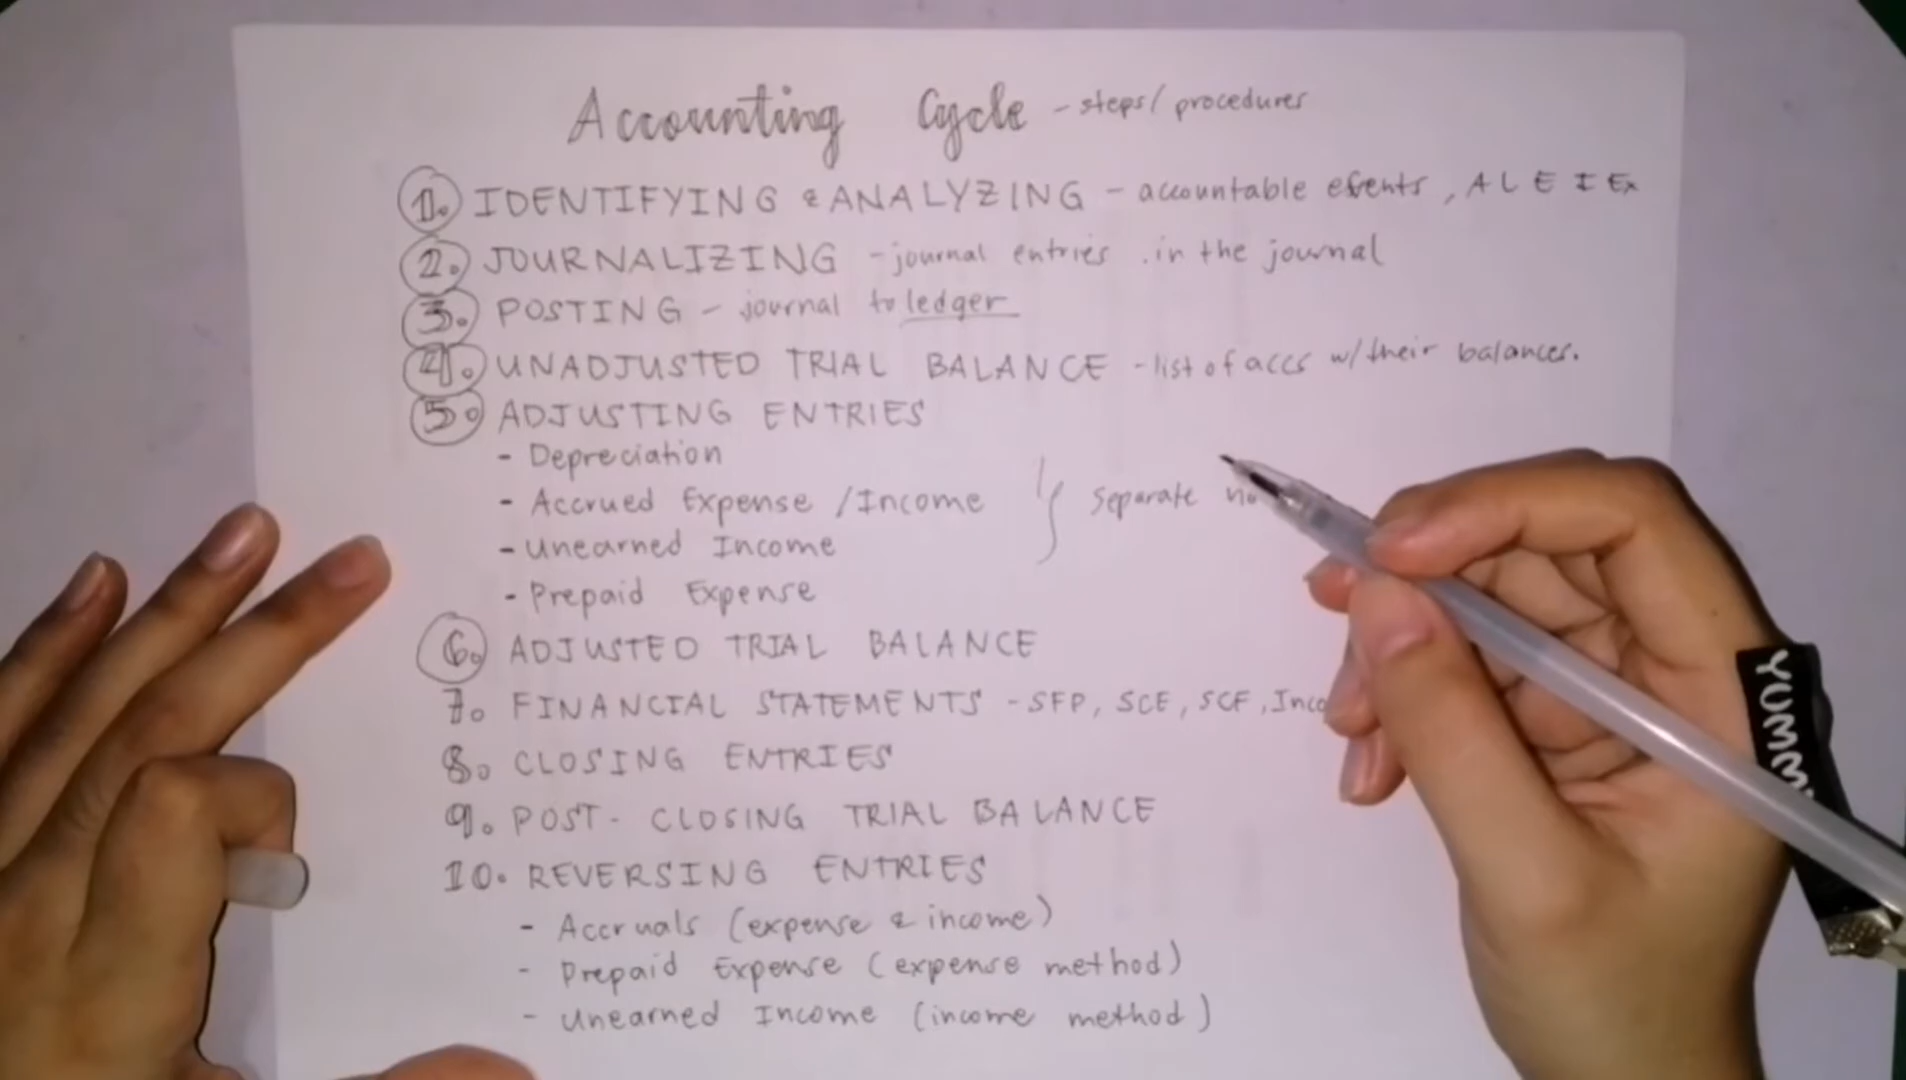 Accounting Cycle - steps/procedures
1. IDENTIFYING & ANALYZING - accountable events, A L E I Ex
2. JOURNALIZING - journal entries . in the journal
3. POSTING - journal to ledger
4. UNADJUSTED TRIAL BALANCE - list of accs w/ their balances.
5. ADJUSTING ENTRIES
- Depreciation
- Accrued Expense / Income
separate
- Unearned Income
- Prepaid Expense
6. ADJUSTED TRIAL BALANCE
7. FINANCIAL STATEMENTS - SFP, SCE, SCF,
8. CLOSING ENTRIES
9. POST - CLOSING TRIAL BALANCE
10. REVERSING ENTRIES
- Accruals (expense & income)
- Prepaid Expense (expense method)
- Unearned Income (income method)